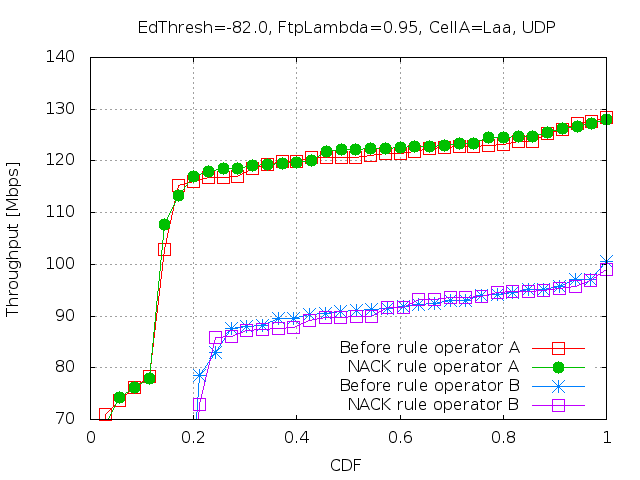 EdThresh=-82.0, FtpLambda=0.95, CellA=Laa, UDP
140
130
120
110
100
90
80
70
Throughput [Mbps]
Before rule operator A
NACK rule operator A
Before rule operator B
NACK rule operator B
0 0.2 0.4 0.6 0.8 1
CDF